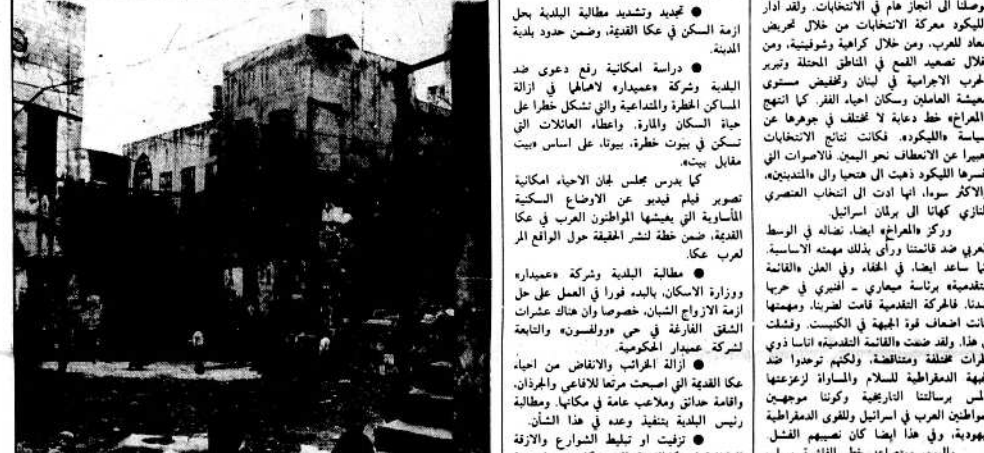 توصلنا الى انجاز هام في الانتخابات. ولقد ادار
الليكود معركة الانتخابات من خلال تحريض
معاد للعرب، ومن خلال كراهية وشوفينية، ومن
خلال تصعيد القمع في المناطق المحتلة وتبرير
الحرب الاجرامية في لبنان وتخفيض مستوى
معيشة العاملين وسكان احياء الفقر. كما انتهج
«المعراخ» خط دعاية لا تختلف في جوهرها عن
سياسة «الليكود». فكانت نتائج الانتخابات
تعبيرا عن الانعطاف نحو اليمين. فالاصوات التي
خسرها الليكود ذهبت الى هتحيا والى «المتدينين»،
والاكثر سوءا، انها ادت الى انتخاب العنصري
النازي كهانا الى برلمان اسرائيل.
وركز «المعراخ» ايضا، نضاله في الوسط
العربي ضد قائمتنا ورأى بذلك مهمته الاساسية.
كما ساعد ايضا، في الخفاء وفي العلن «القائمة
التقدمية» برئاسة ميعاري ـ أفنيري في حربها
ضدنا. فالحركة التقدمية قامت لضربنا، ومهمتها
كانت اضعاف قوة الجبهة في الكنيست. وفشلت
في هذا. ولقد ضمت «القائمة التقدمية» اناسا ذوي
نظرات مختلفة ومتناقضة، ولكنهم توحدوا ضد
الجبهة الدمقراطية للسلام والمساواة لزعزعتها
المس برسالتنا التاريخية وكوننا موجهين
للمواطنين العرب في اسرائيل وللقوى الدمقراطية
اليهودية، وفي هذا ايضا كان نصيبهم الفشل.
● تجديد وتشديد مطالبة البلدية بحل
ازمة السكن في عكا القديمة، وضمن حدود بلدية
المدينة.
● دراسة امكانية رفع دعوى ضد
البلدية وشركة «عميدار» لاهمالها في ازالة
المساكن الخطرة والمتداعية والتي تشكل خطرا على
حياة السكان والمارة. واعطاء العائلات التي
تسكن في بيوت خطرة، بيوتا، على اساس «بيت
مقابل بيت».
كما يدرس مجلس لجان الاحياء امكانية
تصوير فيلم فيديو عن الاوضاع السكنية
المأساوية التي يعيشها المواطنون العرب في عكا
القديمة، ضمن خطة لنشر الحقيقة حول الواقع المر
لعرب عكا.
● مطالبة البلدية وشركة «عميدار»
ووزارة الاسكان، بالبدء فورا في العمل على حل
ازمة الازواج الشبان، خصوصا وان هناك عشرات
الشقق الفارغة في حي «وولفسون» والتابعة
لشركة عميدار الحكومية.
● ازالة الخرائب والانقاض من احياء
عكا القديمة التي اصبحت مرتعا للافاعي والجرذان،
واقامة حدائق وملاعب عامة في مكانها. ومطالبة
رئيس البلدية بتنفيذ وعده في هذا الشأن.
● تزفيت او تبليط الشوارع والازقة